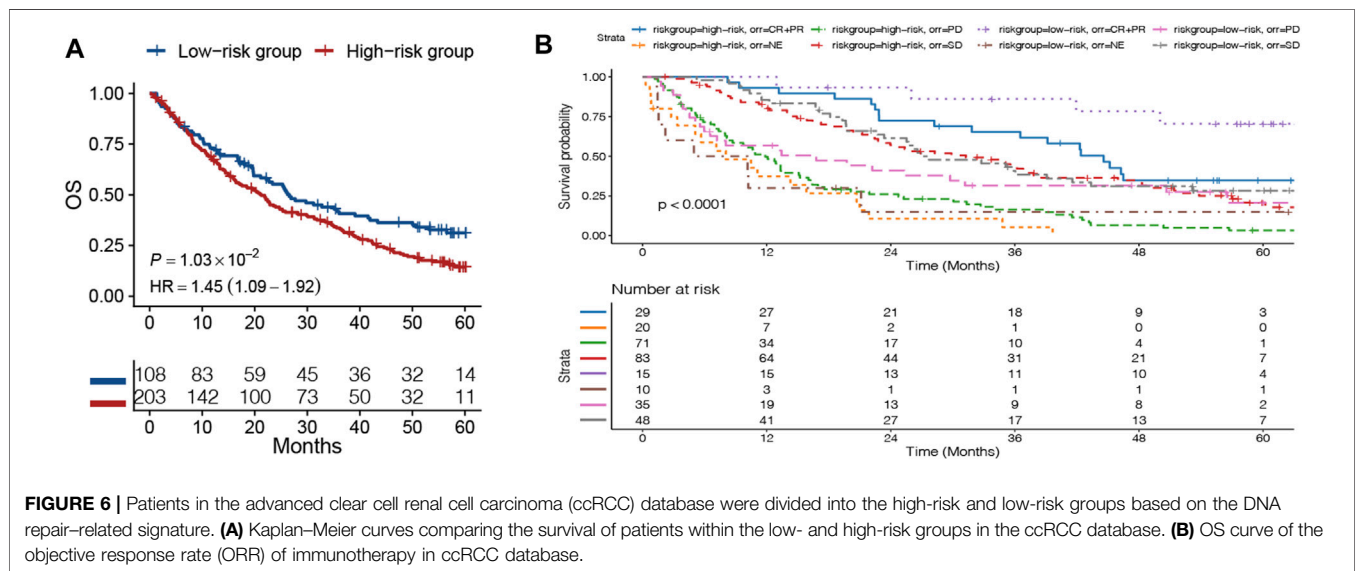 A
Low-risk group High-risk group
OS
1.00
0.75
0.50
0.25
0.00
P = 1.03 × 10⁻²
HR = 1.45 (1.09 – 1.92)
0 10 20 30 40 50 60
108 83 59 45 36 32 14
203 142 100 73 50 32 11
0 10 20 30 40 50 60
Months
B
Strata
riskgroup=high-risk, orr=CR+PR riskgroup=high-risk, orr=PD riskgroup=low-risk, orr=CR+PR riskgroup=low-risk, orr=PD
riskgroup=high-risk, orr=NE riskgroup=high-risk, orr=SD riskgroup=low-risk, orr=NE riskgroup=low-risk, orr=SD
Survival probability
1.00
0.75
0.50
0.25
0.00
p < 0.0001
0 12 24 36 48 60
Time (Months)
Number at risk
Strata
29 27 21 18 9 3
20 7 2 1 0 0
71 34 17 10 4 1
83 64 44 31 21 7
15 15 13 11 10 4
10 3 1 1 1 1
35 19 13 9 8 2
48 41 27 17 13 7
0 12 24 36 48 60
Time (Months)
FIGURE 6 | Patients in the advanced clear cell renal cell carcinoma (ccRCC) database were divided into the high-risk and low-risk groups based on the DNA
repair–related signature. (A) Kaplan–Meier curves comparing the survival of patients within the low- and high-risk groups in the ccRCC database. (B) OS curve of the
objective response rate (ORR) of immunotherapy in ccRCC database.